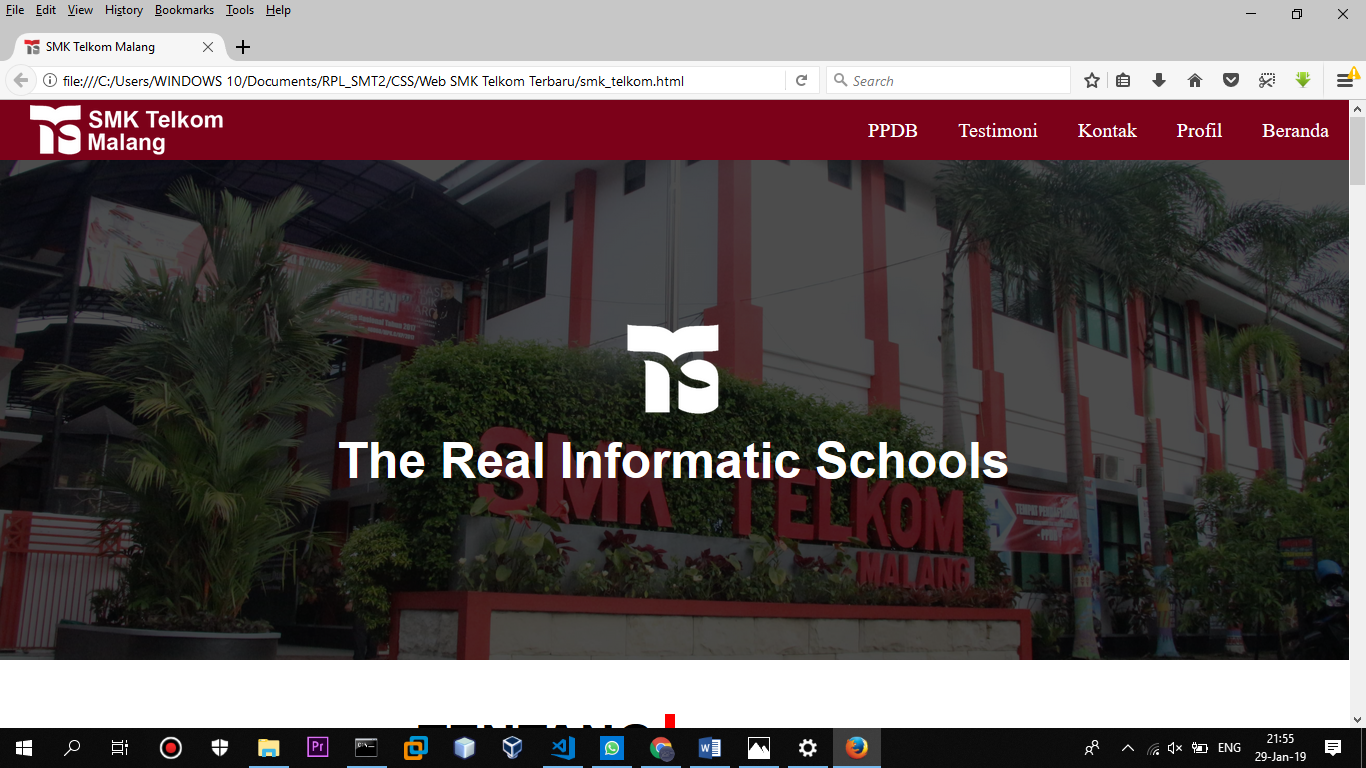 File Edit View History Bookmarks Tools Help
SMK Telkom Malang
file:///C:/Users/WINDOWS 10/Documents/RPL_SMT2/CSS/Web SMK Telkom Terbaru/smk_telkom.html
Search
SMK Telkom
Malang
PPDB Testimoni Kontak Profil Beranda
The Real Informatic Schools
SMK TELKOM
MALANG
TENTANG
Pr
W
ENG
21:55
29-Jan-19